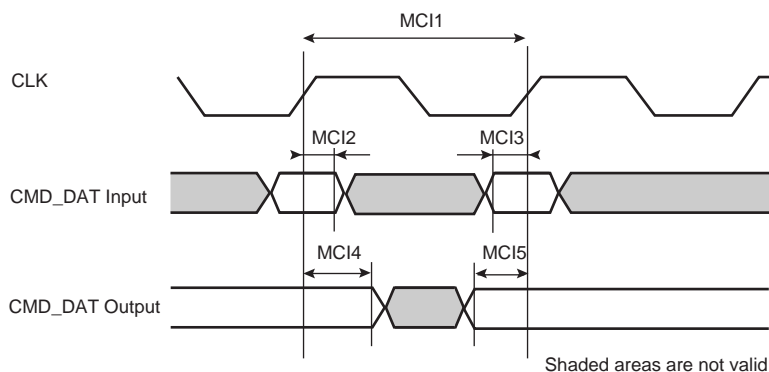 MCI1
CLK
MCI2
MCI3
CMD_DAT Input
MCI4
MCI5
CMD_DAT Output
Shaded areas are not valid